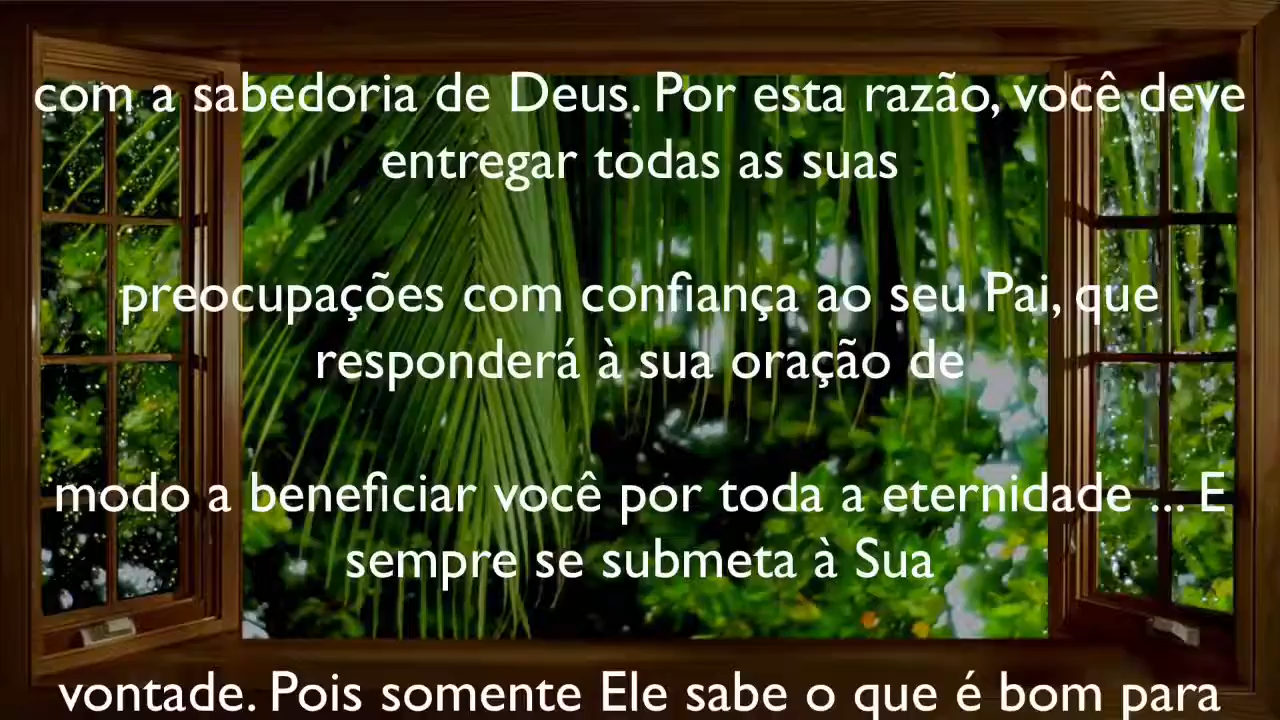 com a sabedoria de Deus. Por esta razão, você deve
entregar todas as suas
preocupações com confiança ao seu Pai, que
responderá à sua oração de
modo a beneficiar você por toda a eternidade ... E
sempre se submeta à Sua
vontade. Pois somente Ele sabe o que é bom para